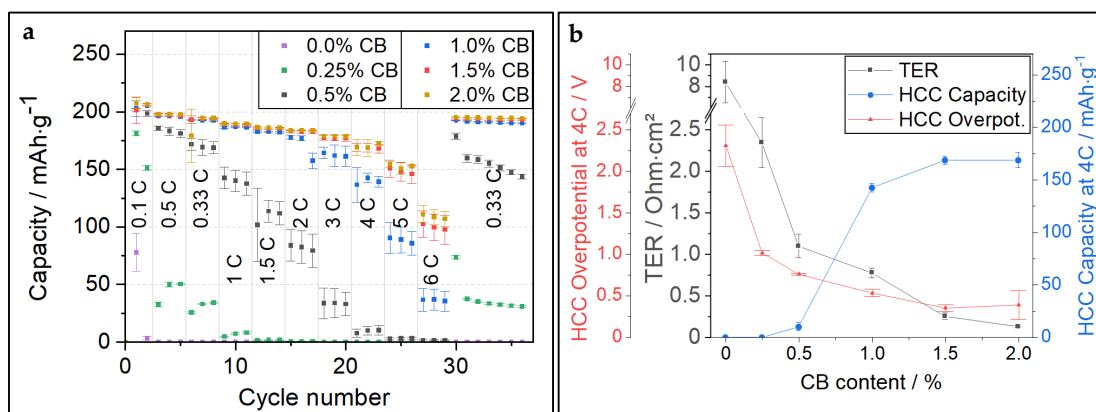 a
Capacity / mAh·g⁻¹
250
200
150
100
50
0
0.0% CB
0.25% CB
0.5% CB
1.0% CB
1.5% CB
2.0% CB
0.1 C
0.5 C
0.33 C
1 C
1.5 C
2 C
3 C
4 C
5 C
6 C
0.33 C
0
10
20
30
Cycle number
b
HCC Overpotential at 4C / V
10
8
2.5
2.0
1.5
1.0
0.5
0
TER / Ohm·cm²
10
8
2.5
2.0
1.5
1.0
0.5
0
TER
HCC Capacity
HCC Overpot.
HCC Capacity at 4C / mAh·g⁻¹
250
200
150
100
50
0
0
0.5
1.0
1.5
2.0
CB content / %